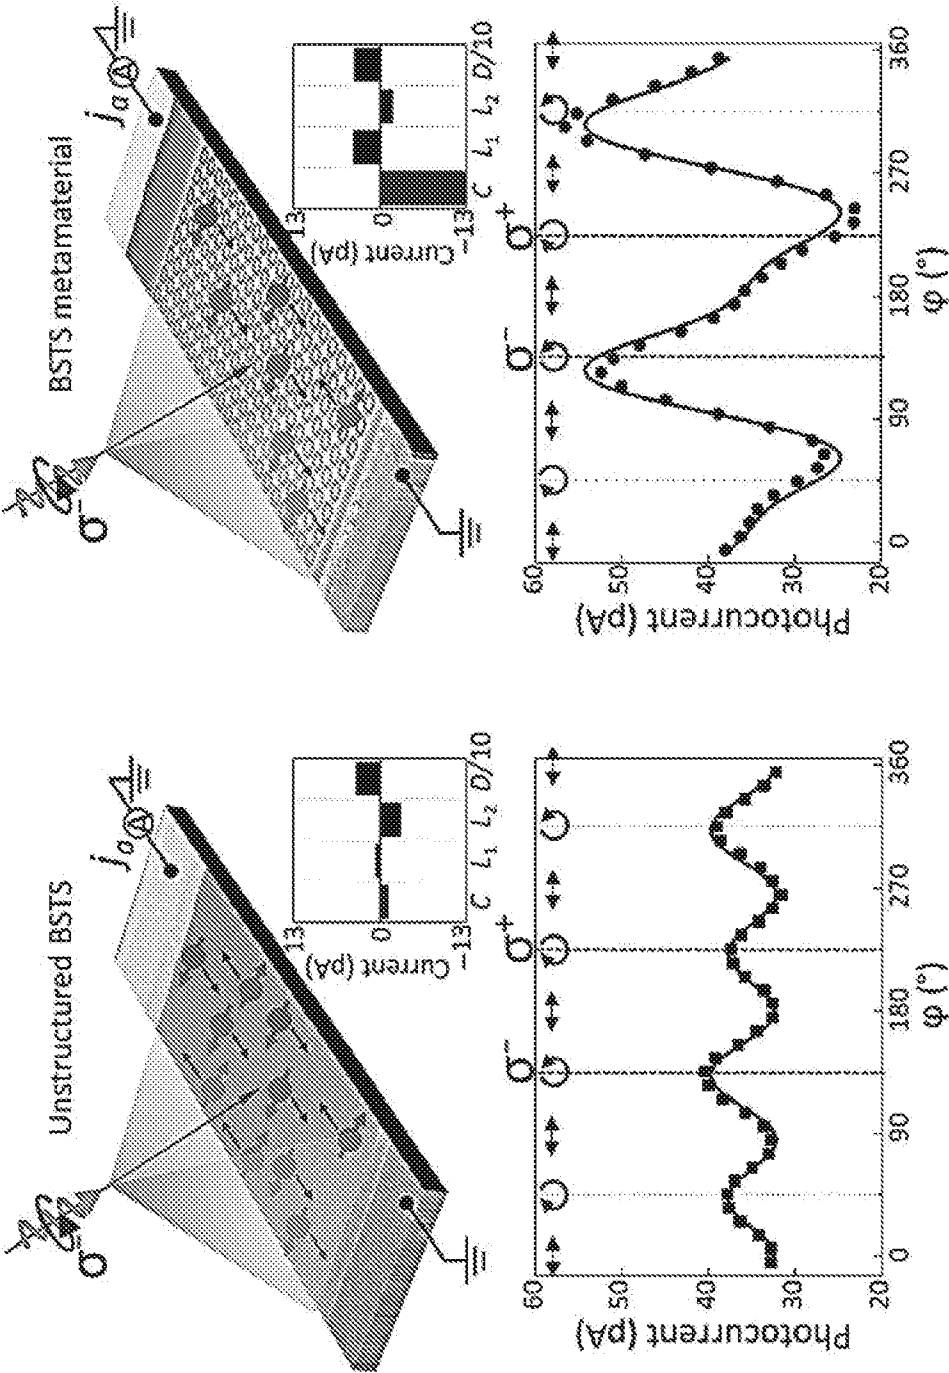 Unstructured BSTS
σ⁻
jₐ
A
Current (pA)
13
0
–13
C L₁ L₂ D/10
σ⁻ σ⁺
Photocurrent (pA)
60
50
40
30
20
0 90 180 270 360
φ (°)
BSTS metamaterial
σ⁻
jₐ
A
Current (pA)
13
0
–13
C L₁ L₂ D/10
σ⁻ σ⁺
Photocurrent (pA)
60
50
40
30
20
0 90 180 270 360
φ (°)